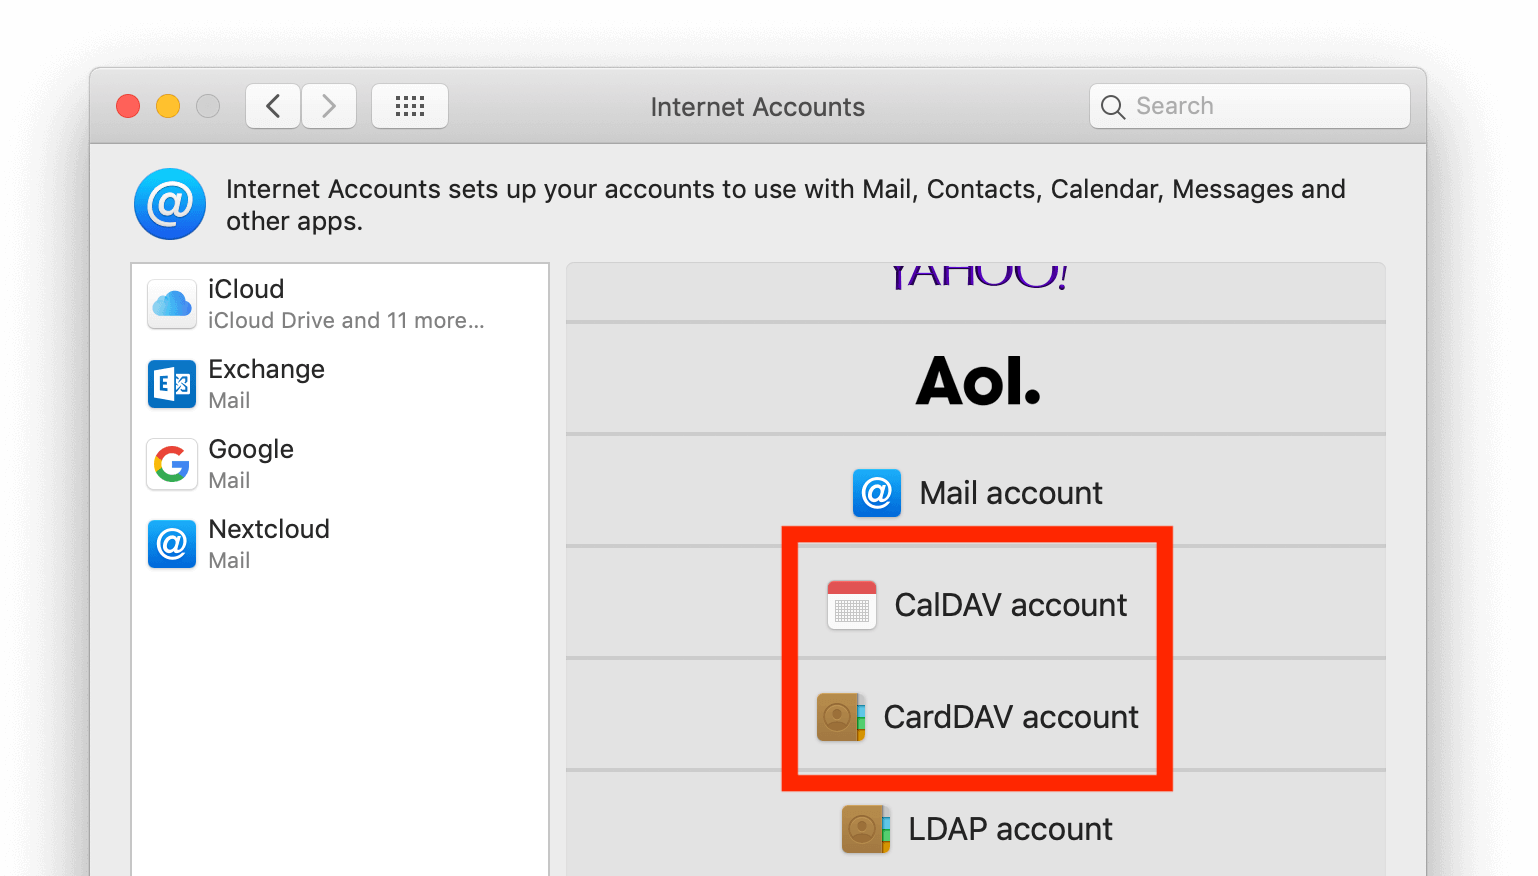 Internet Accounts
Search
@
Internet Accounts sets up your accounts to use with Mail, Contacts, Calendar, Messages and
other apps.
iCloud
iCloud Drive and 11 more...
E
Exchange
Mail
G
Google
Mail
@
Nextcloud
Mail
YAHOO!
Aol.
@ Mail account
CalDAV account
CardDAV account
LDAP account